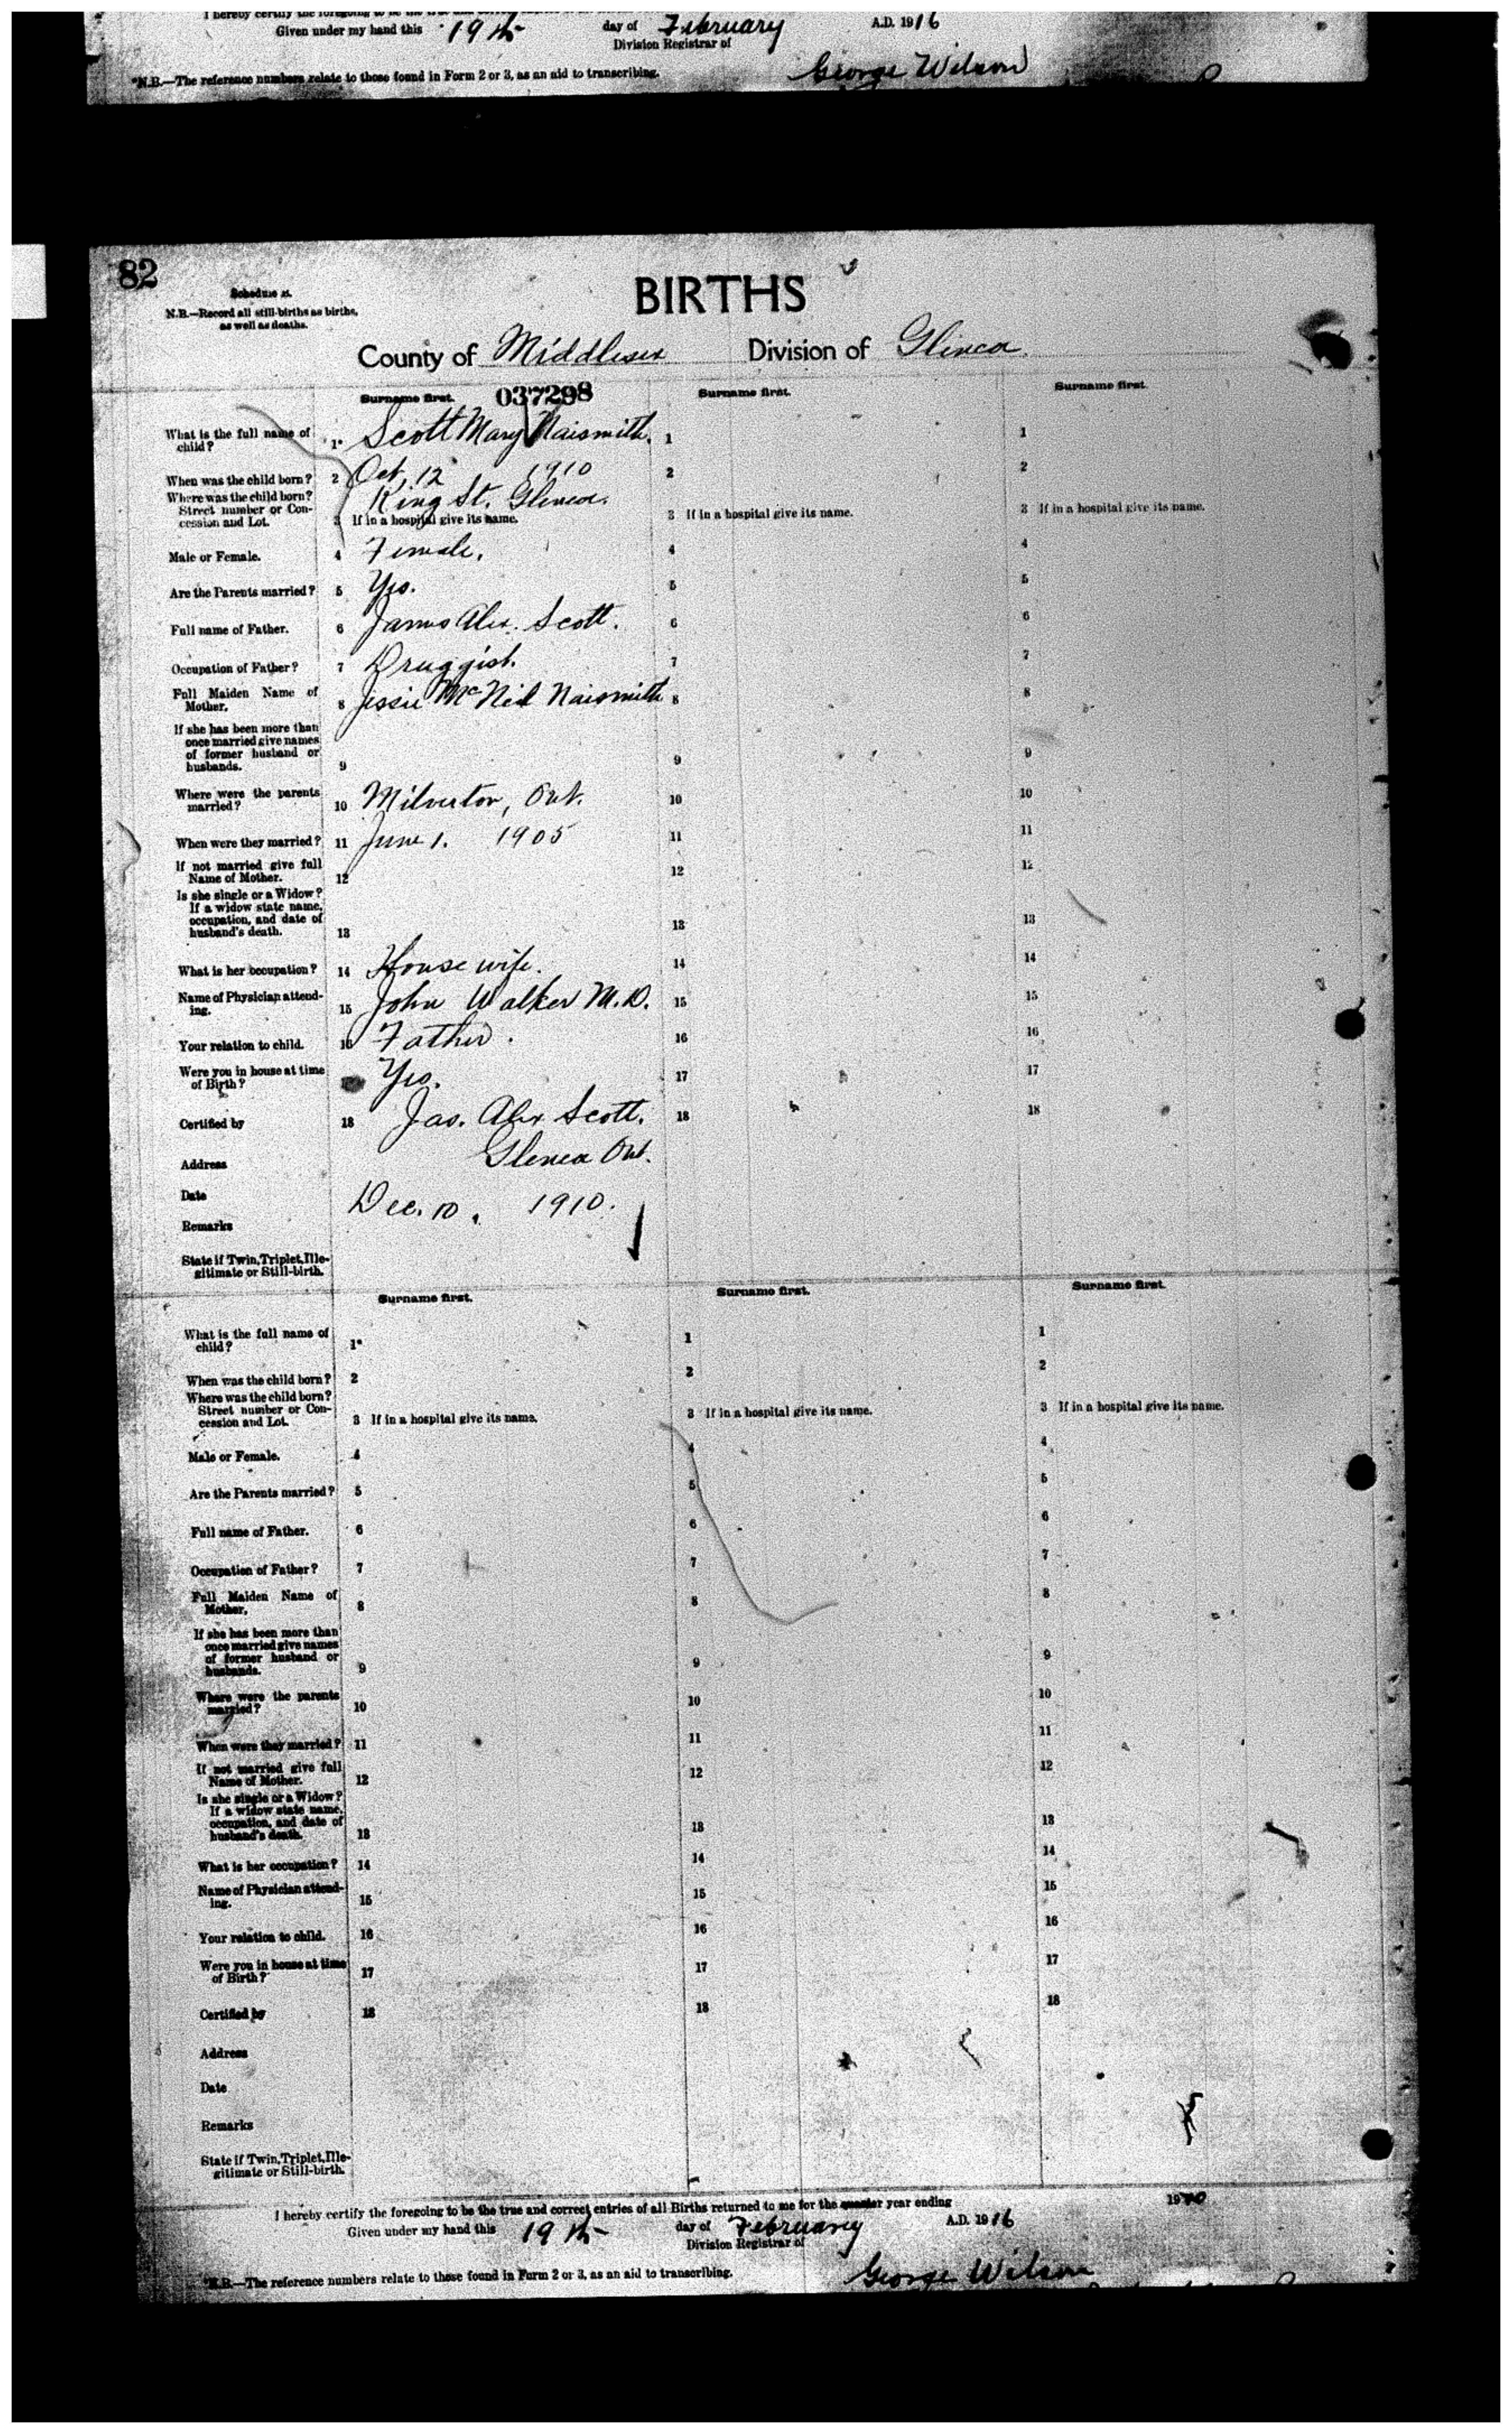 I hereby certify the foregoing to be the true and correct entries of all
Given under my hand this 19th day of February A.D. 1916
Division Registrar of
*N.B.—The reference numbers relate to those found in Form 2 or 3, as an aid to transcribing. George Wilson
82
Schedule A.
N.B.—Record all still-births as births,
as well as deaths.
BIRTHS
County of Middlesex Division of Glencoe
Surname first. 037298 Surname first. Surname first.
What is the full name of
child? 1* Scott Mary Naismith. 1 1
When was the child born? 2 Oct. 12 1910 2 2
Where was the child born?
Street number or Con-
cession and Lot. King St. Glencoe.
3 If in a hospital give its name. 3 If in a hospital give its name. 3 If in a hospital give its name.
Male or Female. 4 Female. 4 4
Are the Parents married? 5 Yes. 5 5
Full name of Father. 6 James Alex. Scott. 6 6
Occupation of Father? 7 Druggist. 7 7
Full Maiden Name of
Mother. 8 Jessie McNeil Naismith 8 8
If she has been more than
once married give names
of former husband or
husbands. 9 9 9
Where were the parents
married? 10 Milverton, Ont. 10 10
When were they married? 11 June 1. 1905 11 11
If not married give full
Name of Mother. 12 12 12
Is she single or a Widow?
If a widow state name,
occupation, and date of
husband's death. 13 13 13
What is her occupation? 14 Housewife. 14 14
Name of Physician attend-
ing. 15 John Walker M.D. 15 15
Your relation to child. 16 Father. 16 16
Were you in house at time
of Birth? Yes. 17 17
Certified by 18 Jas. Alex Scott. 18 18
Address Glencoe Ont.
Date Dec. 10. 1910.
Remarks
State if Twin, Triplet, Ille-
gitimate or Still-birth.
Surname first. Surname first. Surname first.
What is the full name of
child? 1* 1 1
When was the child born? 2 2 2
Where was the child born?
Street number or Con-
cession and Lot. 3 If in a hospital give its name. 3 If in a hospital give its name. 3 If in a hospital give its name.
Male or Female. 4 4 4
Are the Parents married? 5 5 5
Full name of Father. 6 6 6
Occupation of Father? 7 7 7
Full Maiden Name of
Mother. 8 8 8
If she has been more than
once married give names
of former husband or
husbands. 9 9 9
Where were the parents
married? 10 10 10
When were they married? 11 11 11
If not married give full
Name of Mother. 12 12 12
Is she single or a Widow?
If a widow state name,
occupation, and date of
husband's death. 13 13 13
What is her occupation? 14 14 14
Name of Physician attend-
ing. 15 15 15
Your relation to child. 16 16 16
Were you in house at time
of Birth? 17 17 17
Certified by 18 18 18
Address
Date
Remarks
State if Twin, Triplet, Ille-
gitimate or Still-birth.
I hereby certify the foregoing to be the true and correct entries of all Births returned to me for the quarter year ending 1910
Given under my hand this 19th day of February A.D. 1916
Division Registrar of
*N.B.—The reference numbers relate to those found in Form 2 or 3, as an aid to transcribing. George Wilson